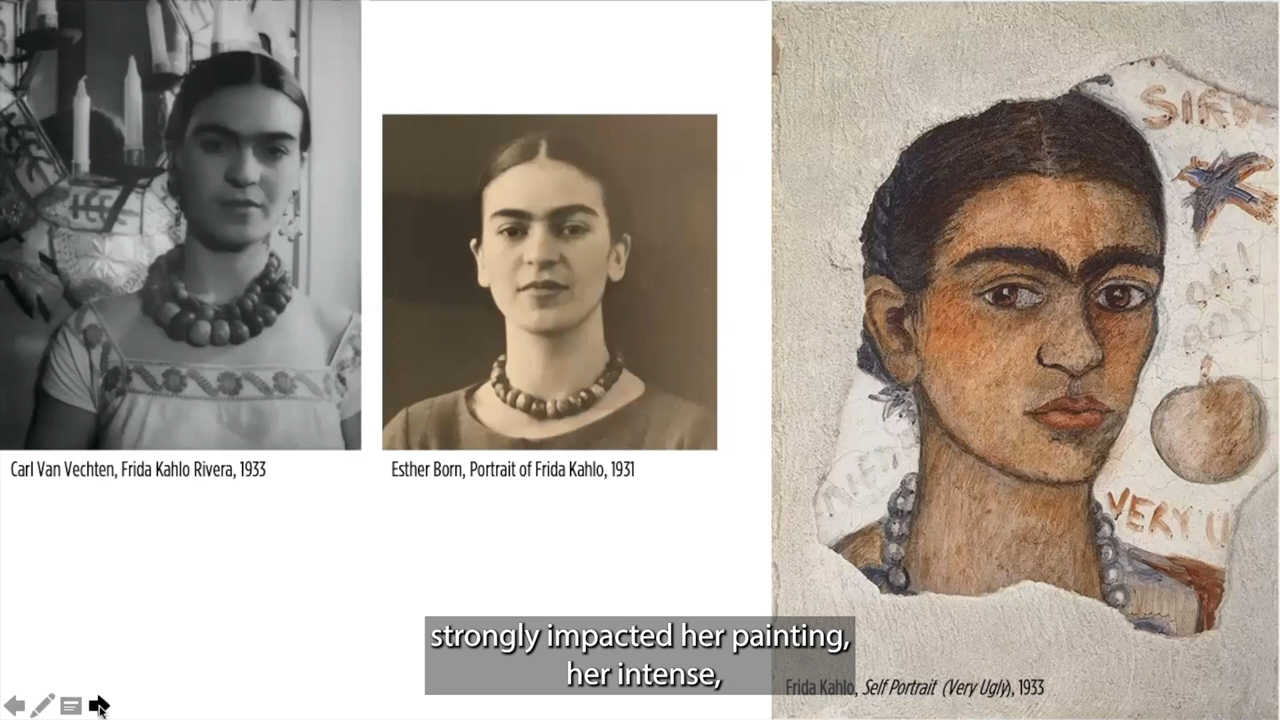 SIE
VERY U
Carl Van Vechten, Frida Kahlo Rivera, 1933
Esther Born, Portrait of Frida Kahlo, 1931
strongly impacted her painting,
her intense,
Frida Kahlo, Self Portrait (Very Ugly), 1933